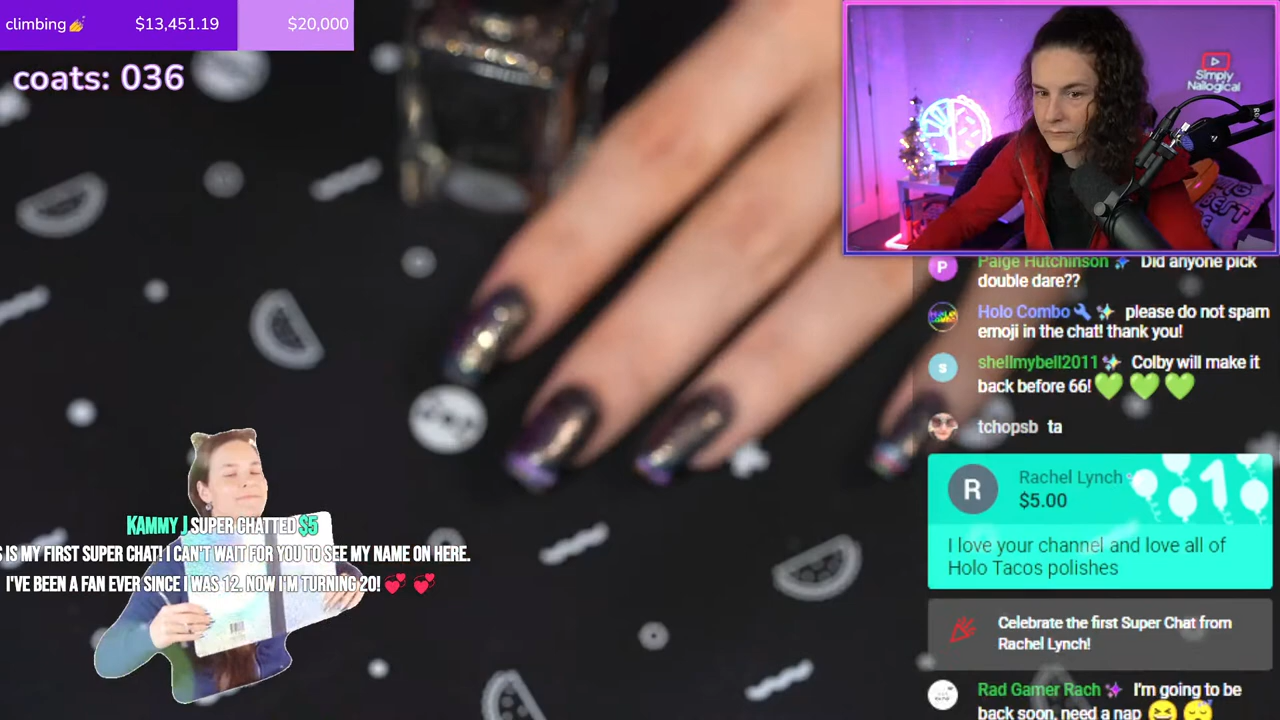 climbing💅 $13,451.19 $20,000
coats: 036
Simply
Nailogical
Paige Hutchinson Did anyone pick
double dare??
Holo Combo please do not spam
emoji in the chat! thank you!
S shellmybell2011 Colby will make it
back before 66! 💚 💚 💚
tchopsb ta
R Rachel Lynch
$5.00
I love your channel and love all of
Holo Tacos polishes
Celebrate the first Super Chat from
Rachel Lynch!
Rad Gamer Rach I'm going to be
back soon, need a nap 😆 😴
KAMMY J SUPER CHATTED $5
S IS MY FIRST SUPER CHAT! I CAN'T WAIT FOR YOU TO SEE MY NAME ON HERE.
I'VE BEEN A FAN EVER SINCE I WAS 12. NOW I'M TURNING 20! 💕 💕